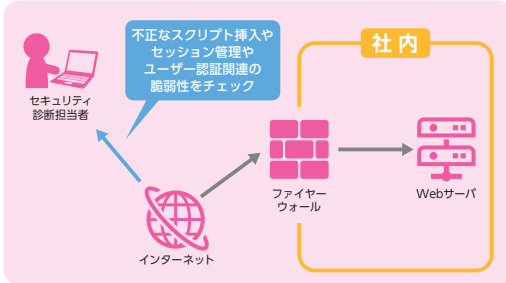 不正なスクリプト挿入や
セッション管理や
ユーザー認証関連の
脆弱性をチェック
社内
セキュリティ
診断担当者
ファイヤー
ウォール
Webサーバ
インターネット